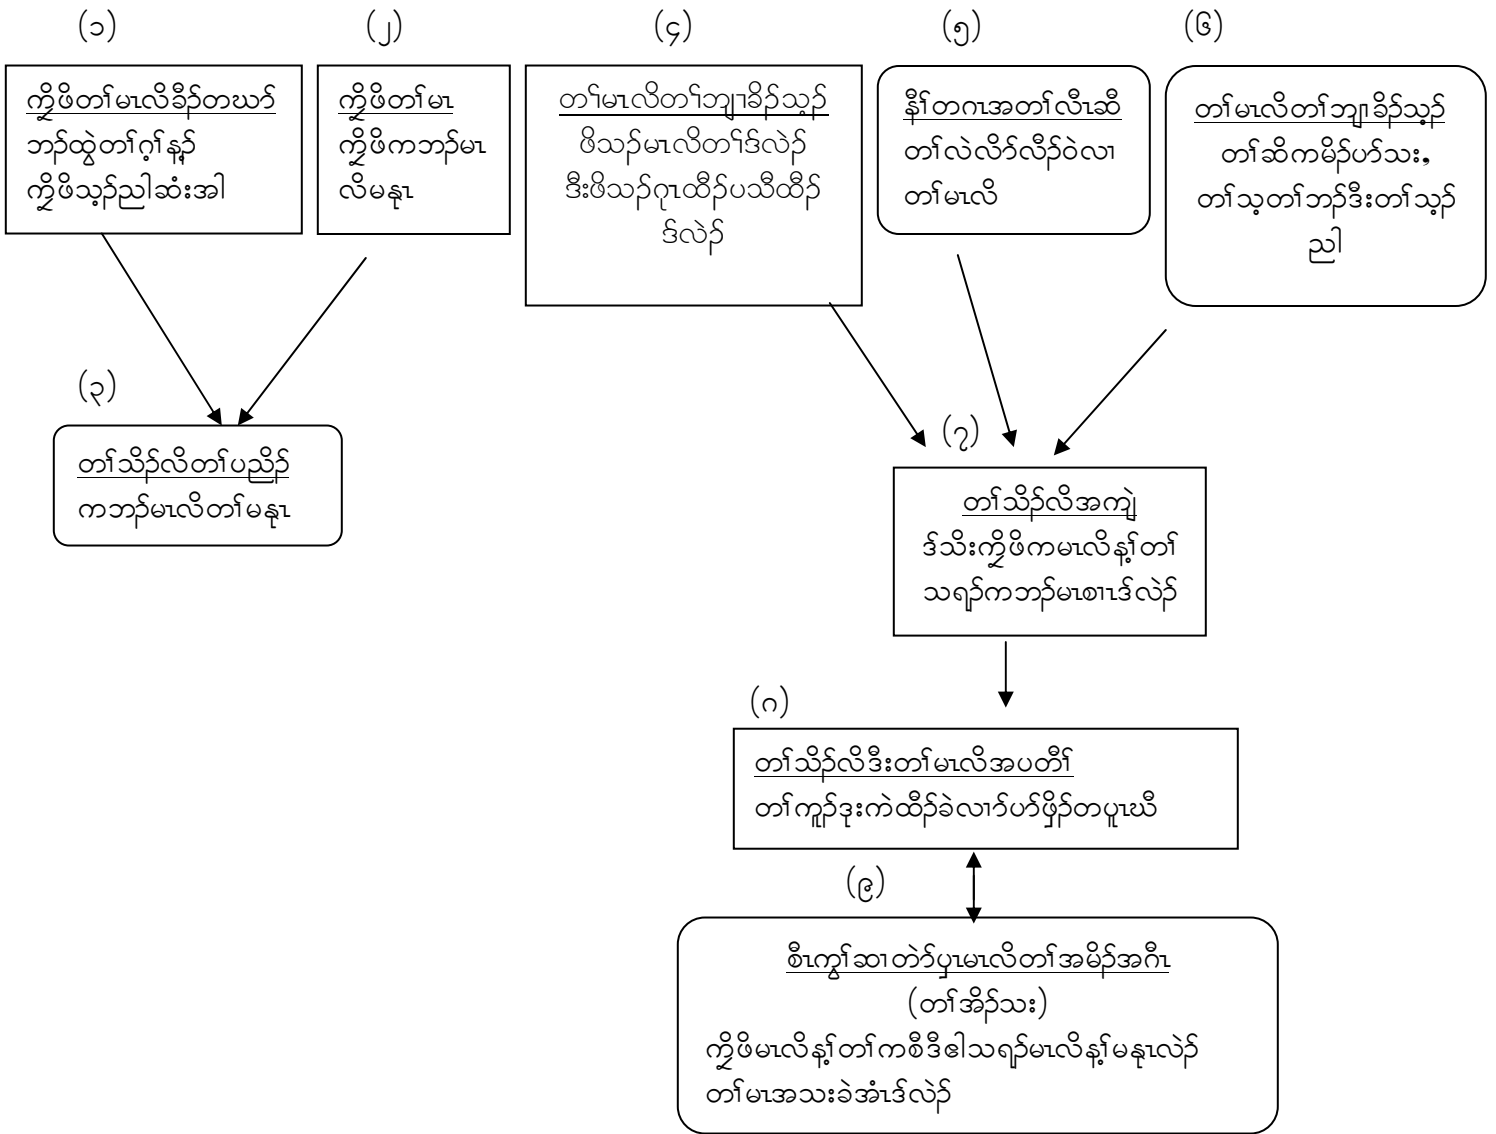 (၁)
ကၠိဖိတၢ်မၤလိခီၣ်တဃာ်
ဘၣ်ထွဲတၢ်ဂ့ၢ်န့ၣ်
ကၠိဖိသ့ၣ်ညါဆံးအါ
(၂)
ကၠိဖိတၢ်မၤ
ကၠိဖိကဘၣ်မၤ
လိမနုၤ
(၄)
တၢ်မၤလိတၢ်ဘျၢခိၣ်သ့ၣ်
ဖိသၣ်မၤလိတၢ်ဒ်လဲၣ်
ဒီးဖိသၣ်ဂုၤထီၣ်ပသီထီၣ်
ဒ်လဲၣ်
(၅)
နီၢ်တဂၤအတၢ်လီၤဆီ
တၢ်လဲလိာ်လီၣ်ဝဲလၢ
တၢ်မၤလိ
(၆)
တၢ်မၤလိတၢ်ဘျၢခိၣ်သ့ၣ်
တၢ်ဆိကမိၣ်ပာ်သး,
တၢ်သ့တၢ်ဘၣ်ဒီးတၢ်သ့ၣ်
ညါ
(၃)
တၢ်သိၣ်လိတၢ်ပညိၣ်
ကဘၣ်မၤလိတၢ်မနုၤ
(၇)
တၢ်သိၣ်လိအကျဲ
ဒ်သိးကၠိဖိကမၤလိန့ၢ်တၢ်
သရၣ်ကဘၣ်မၤစၢၤဒ်လဲၣ်
(၈)
တၢ်သိၣ်လိဒီးတၢ်မၤလိအပတီၢ်
တၢ်ကူၣ်ဒုးကဲထီၣ်ခဲလၢာ်ပာ်ဖှိၣ်တပူၤဃီ
(၉)
စီၤကွၢ်ဆၢတဲာ်ပှၤမၤလိတၢ်အမိၣ်အဂီၤ
(တၢ်အိၣ်သး)
ကၠိဖိမၤလိန့ၢ်တၢ်ကစီဒီဧါသရၣ်မၤလိန့ၢ်မနုၤလဲၣ်
တၢ်မၤအသးခဲအံၤဒ်လဲၣ်